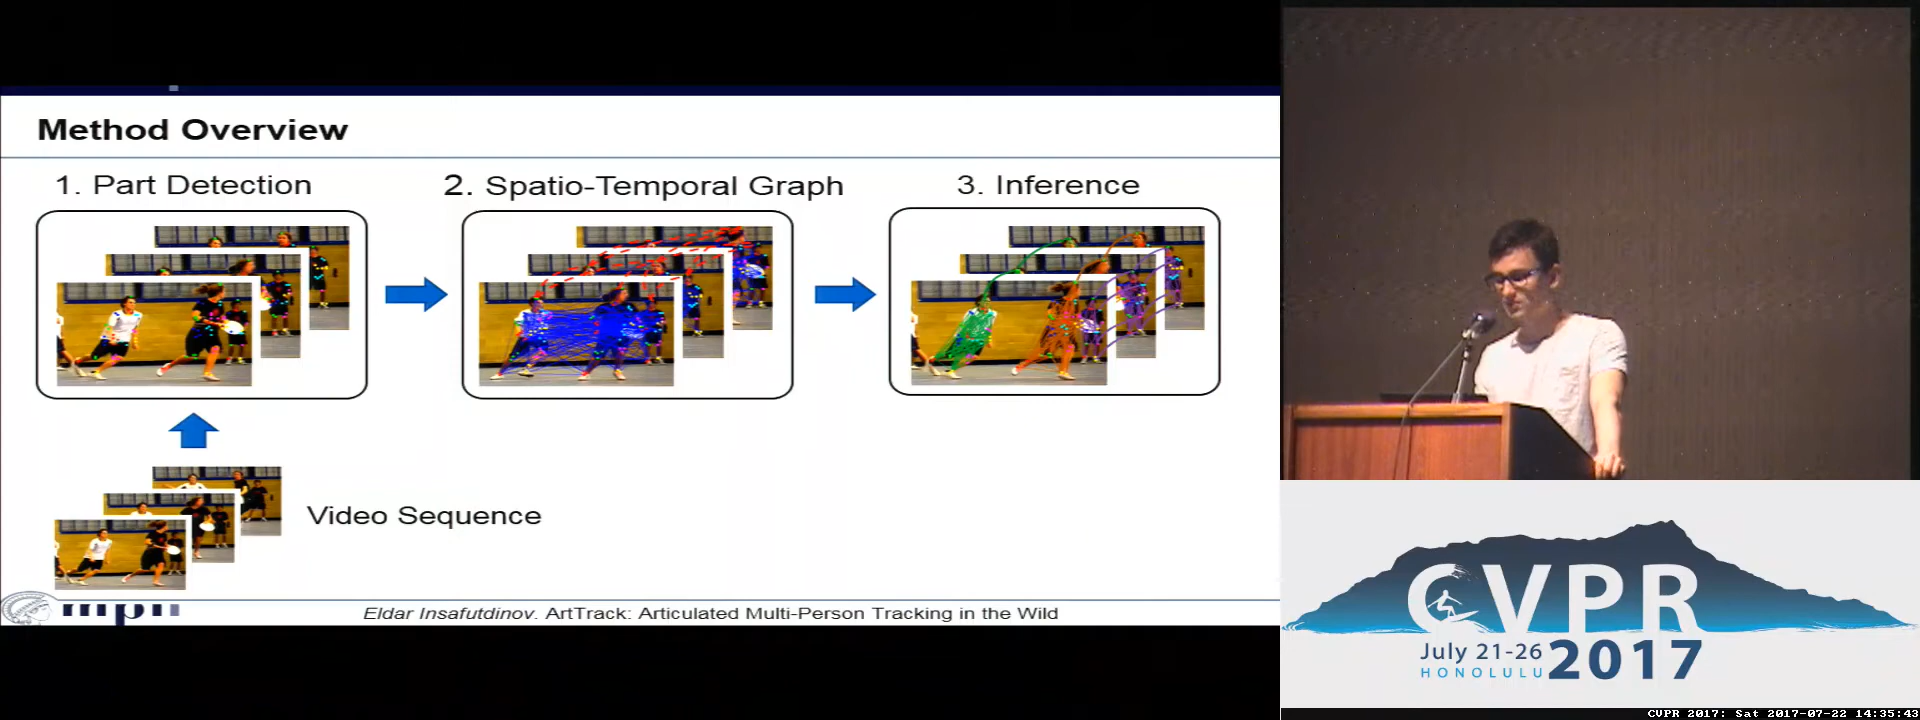 Method Overview
1. Part Detection
2. Spatio-Temporal Graph
3. Inference
Video Sequence
Eldar Insafutdinov. ArtTrack: Articulated Multi-Person Tracking in the Wild
CVPR
July 21-26
HONOLULU
2017
CVPR 2017: Sat 2017-07-22 14:35:43